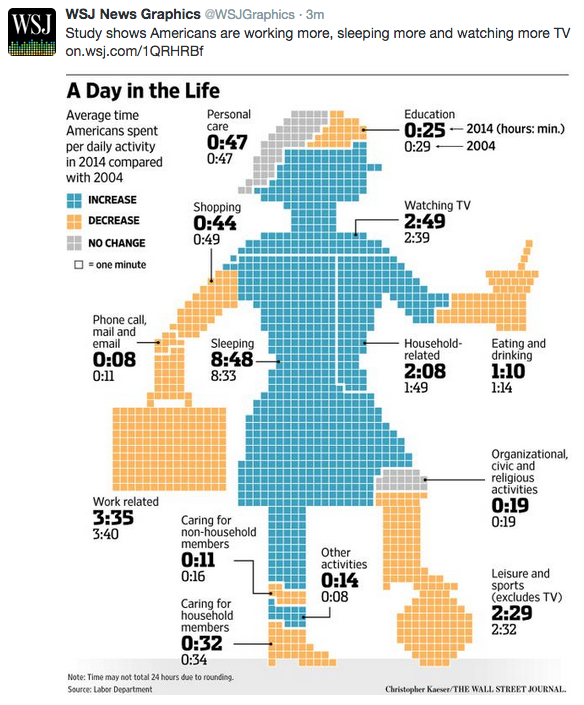 WSJ
WSJ News Graphics @WSJGraphics · 3m
Study shows Americans are working more, sleeping more and watching more TV
on.wsj.com/1QRHRBf
A Day in the Life
Average time
Americans spent
per daily activity
in 2014 compared
with 2004
INCREASE
DECREASE
NO CHANGE
= one minute
Personal
care
0:47
0:47
Education
0:25 ← 2014 (hours: min.)
0:29 ← 2004
Shopping
0:44
0:49
Watching TV
2:49
2:39
Phone call,
mail and
email
0:08
0:11
Sleeping
8:48
8:33
Household-
related
2:08
1:49
Eating and
drinking
1:10
1:14
Organizational,
civic and
religious
activities
0:19
0:19
Work related
3:35
3:40
Caring for
non-household
members
0:11
0:16
Other
activities
0:14
0:08
Leisure and
sports
(excludes TV)
2:29
2:32
Caring for
household
members
0:32
0:34
Note: Time may not total 24 hours due to rounding.
Source: Labor Department
Christopher Kaeser/THE WALL STREET JOURNAL.